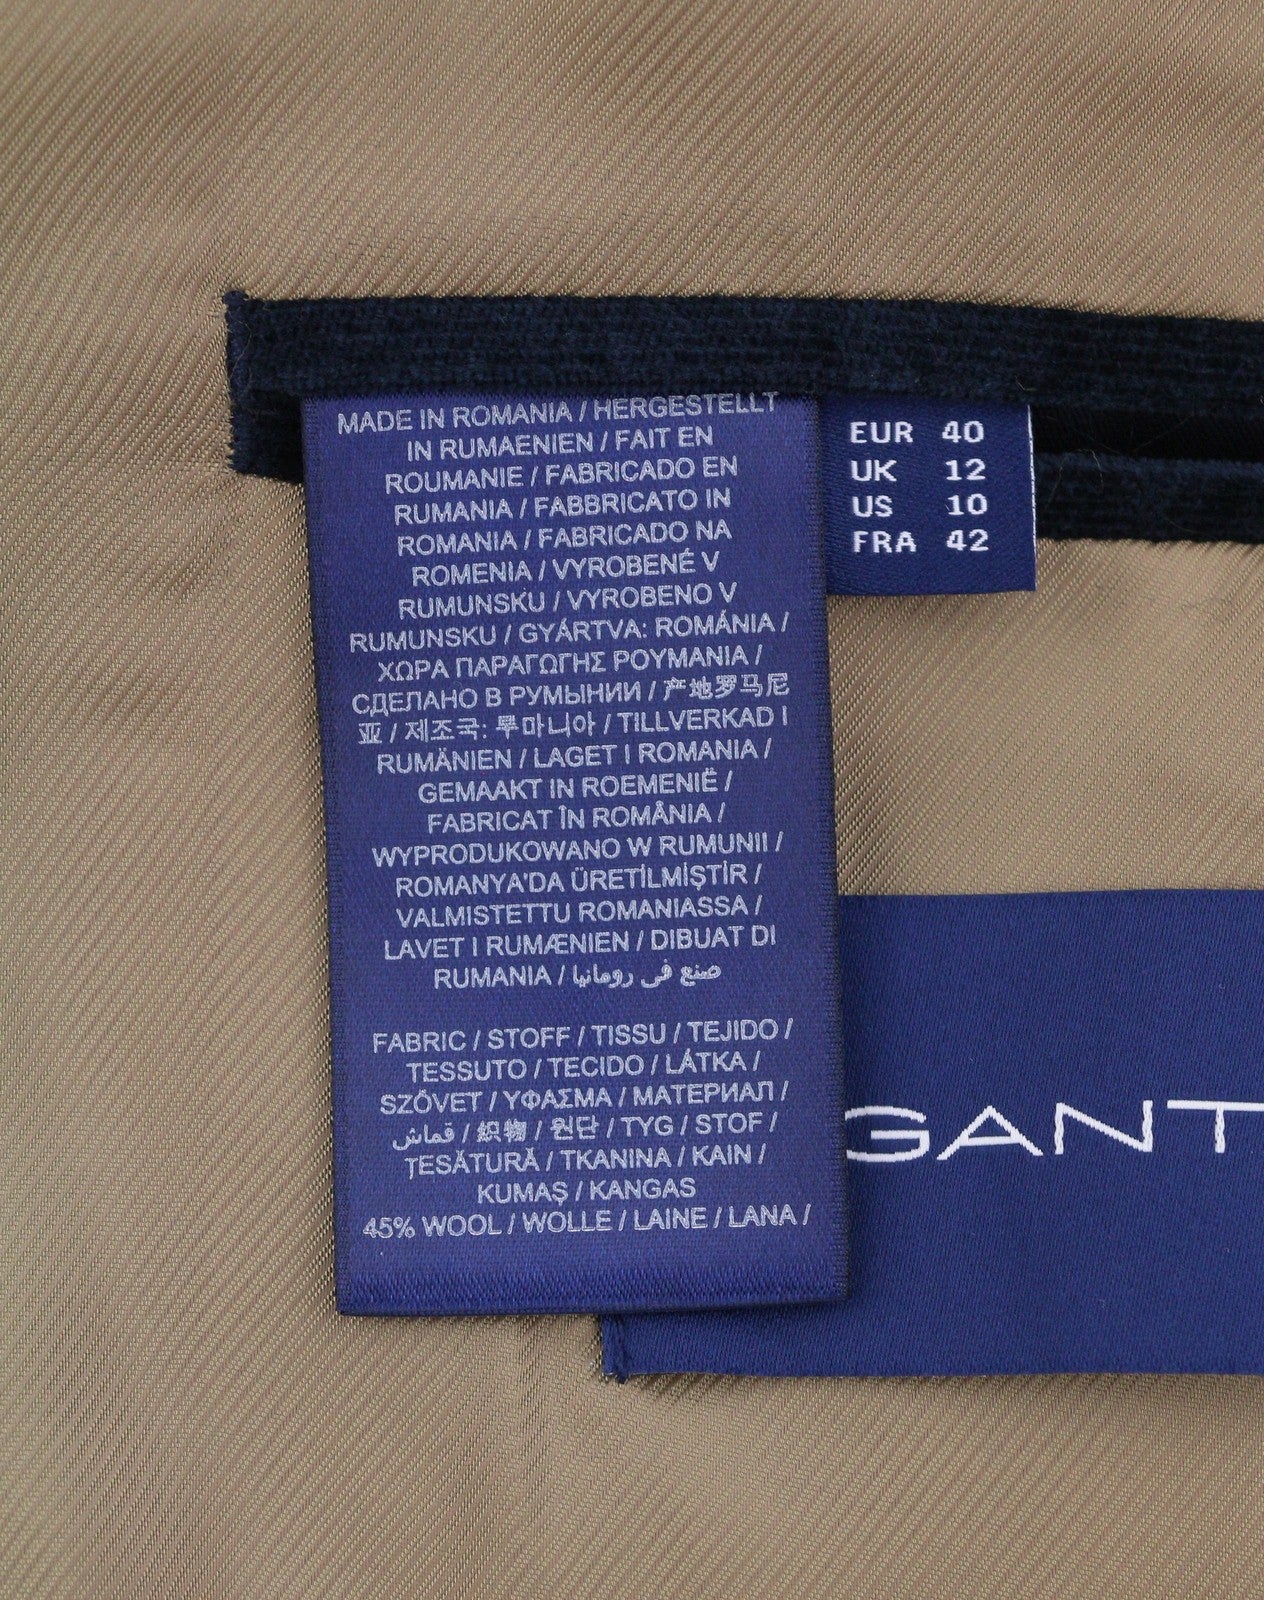 MADE IN ROMANIA / HERGESTELLT
IN RUMAENIEN / FAIT EN
ROUMANIE / FABRICADO EN
RUMANIA / FABBRICATO IN
ROMANIA / FABRICADO NA
ROMENIA / VYROBENÉ V
RUMUNSKU / VYROBENO V
RUMUNSKU / GYÁRTVA: ROMÁNIA /
ΧΩΡΑ ΠΑΡΑΓΩΓΗΣ ΡΟΥΜΑΝΙΑ /
СДЕЛАНО В РУМЫНИИ / 产地罗马尼
亚 / 제조국: 루마니아 / TILLVERKAD I
RUMÄNIEN / LAGET I ROMANIA /
GEMAAKT IN ROEMENIË /
FABRICAT ÎN ROMÂNIA /
WYPRODUKOWANO W RUMUNII /
ROMANYA'DA ÜRETİLMİŞTİR /
VALMISTETTU ROMANIASSA /
LAVET I RUMÆNIEN / DIBUAT DI
RUMANIA / صنع في رومانيا
FABRIC / STOFF / TISSU / TEJIDO /
TESSUTO / TECIDO / LÁTKA /
SZÖVET / ΥΦΑΣΜΑ / МАТЕРИАЛ /
قماش / 織物 / 원단 / TYG / STOF /
ȚESĂTURĂ / TKANINA / KAIN /
KUMAŞ / KANGAS
45% WOOL / WOLLE / LAINE / LANA /
EUR 40
UK 12
US 10
FRA 42
GANT